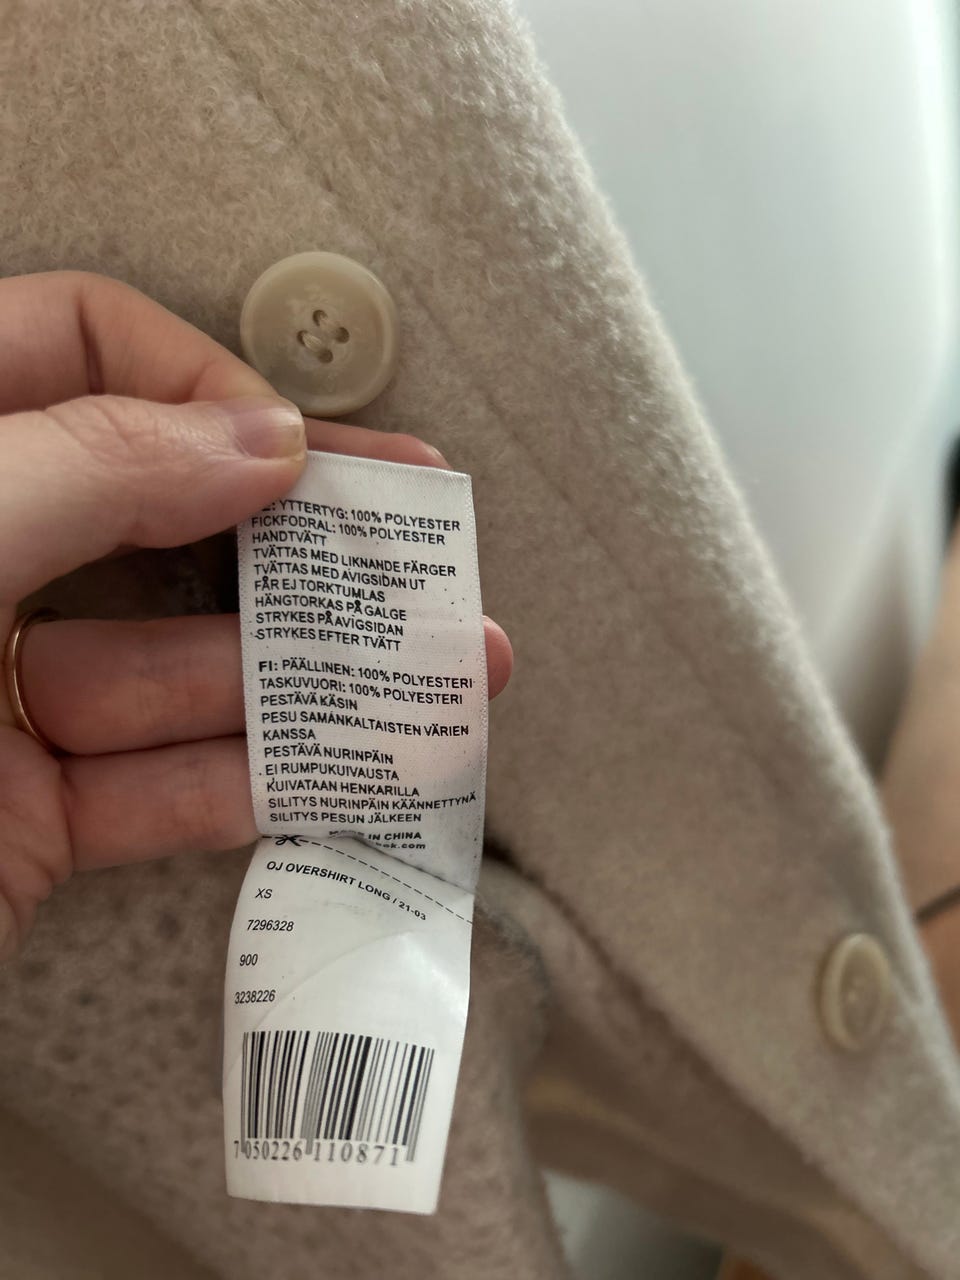 : YTTERTYG: 100% POLYESTER
FICKFODRAL: 100% POLYESTER
HANDTVÄTT
TVÄTTAS MED LIKNANDE FÄRGER
TVÄTTAS MED AVIGSIDAN UT
FÅR EJ TORKTUMLAS
HÄNGTORKAS PÅ GALGE
STRYKES PÅ AVIGSIDAN
STRYKES EFTER TVÄTT
FI: PÄÄLLINEN: 100% POLYESTERI
TASKUVUORI: 100% POLYESTERI
PESTÄVÄ KÄSIN
PESU SAMANKALTAISTEN VÄRIEN
KANSSA
PESTÄVÄ NURINPÄIN
EI RUMPUKUIVAUSTA
KUIVATAAN HENKARILLA
SILITYS NURINPÄIN KÄÄNNETTYNÄ
SILITYS PESUN JÄLKEEN
IN CHINA
OJ OVERSHIRT LONG / 21-03
XS
7296328
900
3238226
7 050226 110871